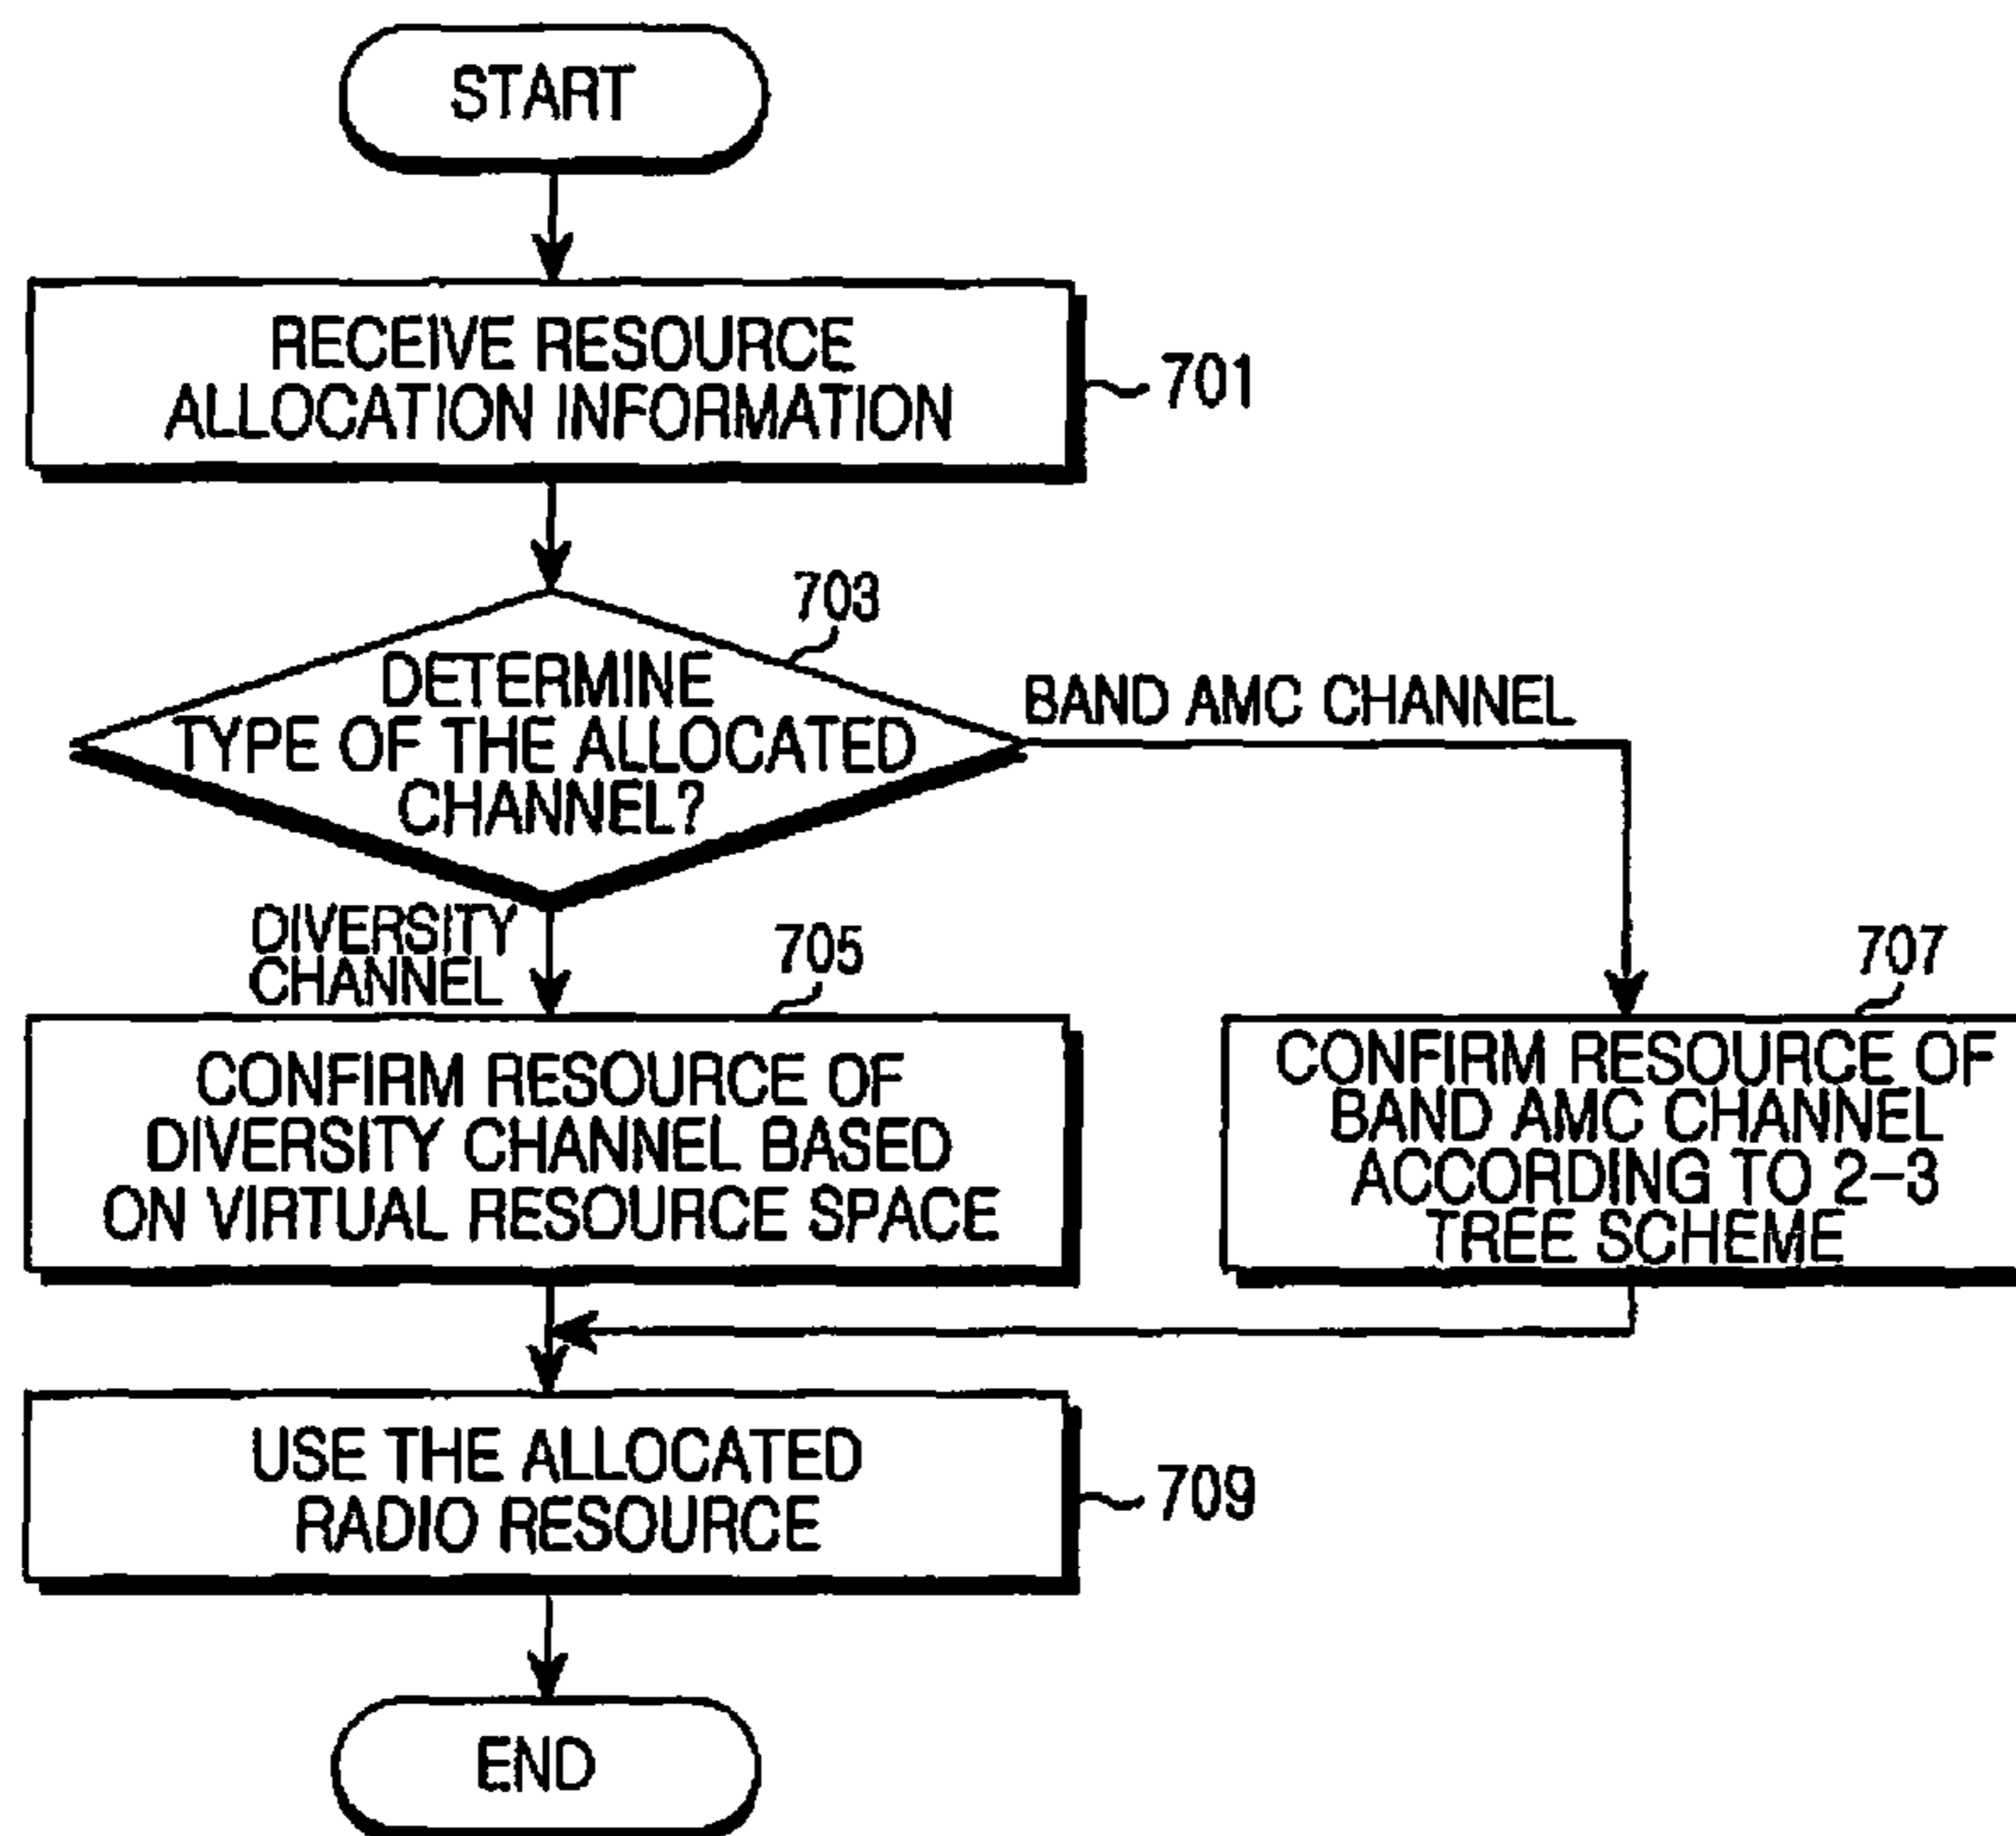 START
RECEIVE RESOURCE
ALLOCATION INFORMATION
701
703
DETERMINE
TYPE OF THE ALLOCATED
CHANNEL?
BAND AMC CHANNEL
DIVERSITY
CHANNEL
705
CONFIRM RESOURCE OF
DIVERSITY CHANNEL BASED
ON VIRTUAL RESOURCE SPACE
707
CONFIRM RESOURCE OF
BAND AMC CHANNEL
ACCORDING TO 2-3
TREE SCHEME
USE THE ALLOCATED
RADIO RESOURCE
709
END